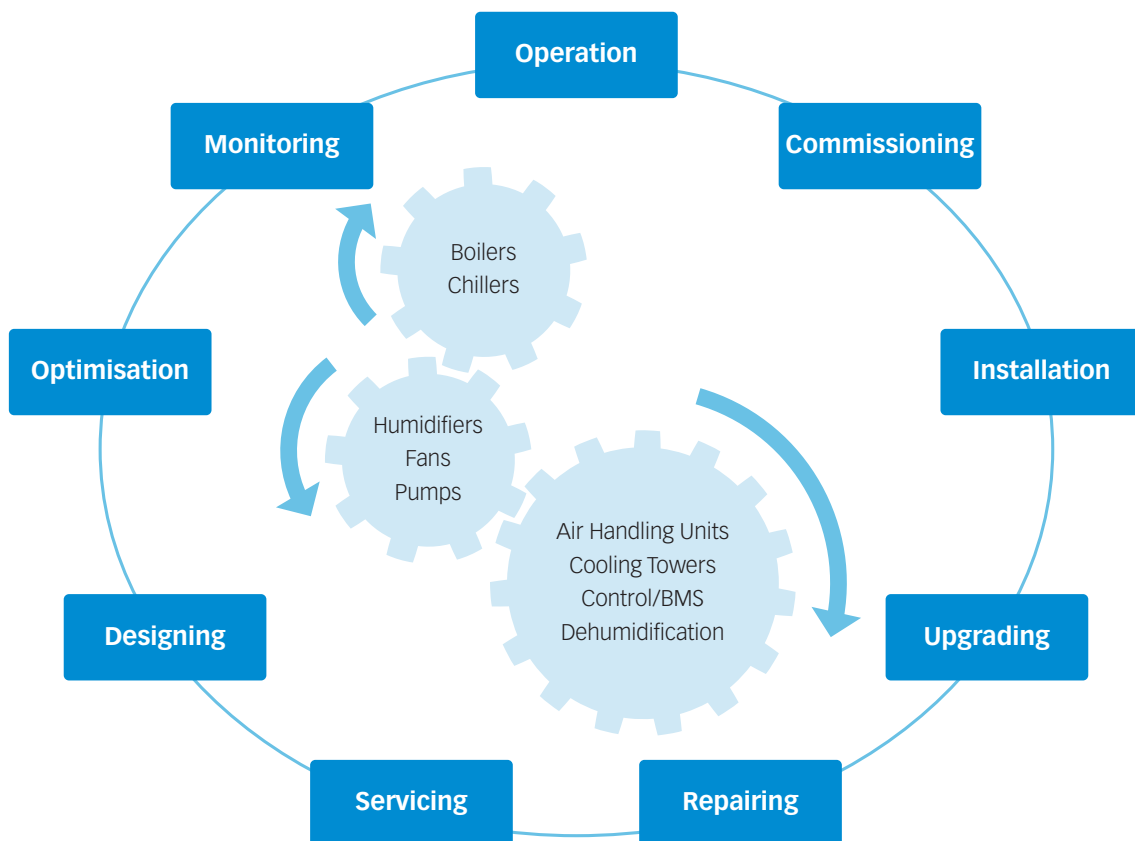 Operation
Monitoring
Commissioning
Boilers
Chillers
Optimisation
Installation
Humidifiers
Fans
Pumps
Air Handling Units
Cooling Towers
Control/BMS
Dehumidification
Designing
Upgrading
Servicing
Repairing